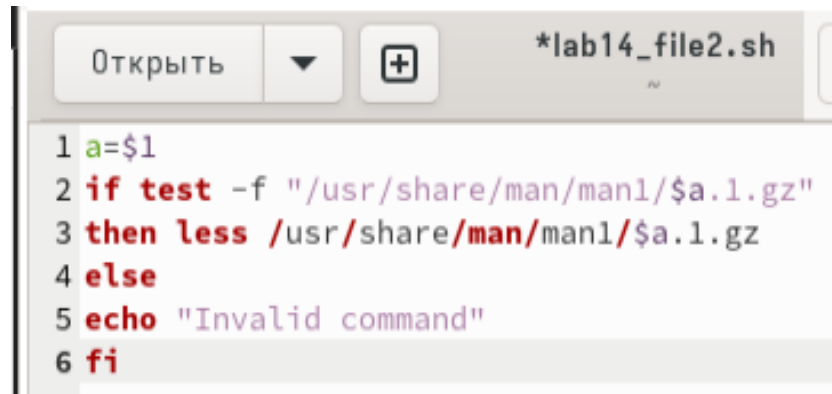 Открыть
*lab14_file2.sh
~
1 a=$1
2 if test -f "/usr/share/man/man1/$a.1.gz"
3 then less /usr/share/man/man1/$a.1.gz
4 else
5 echo "Invalid command"
6 fi